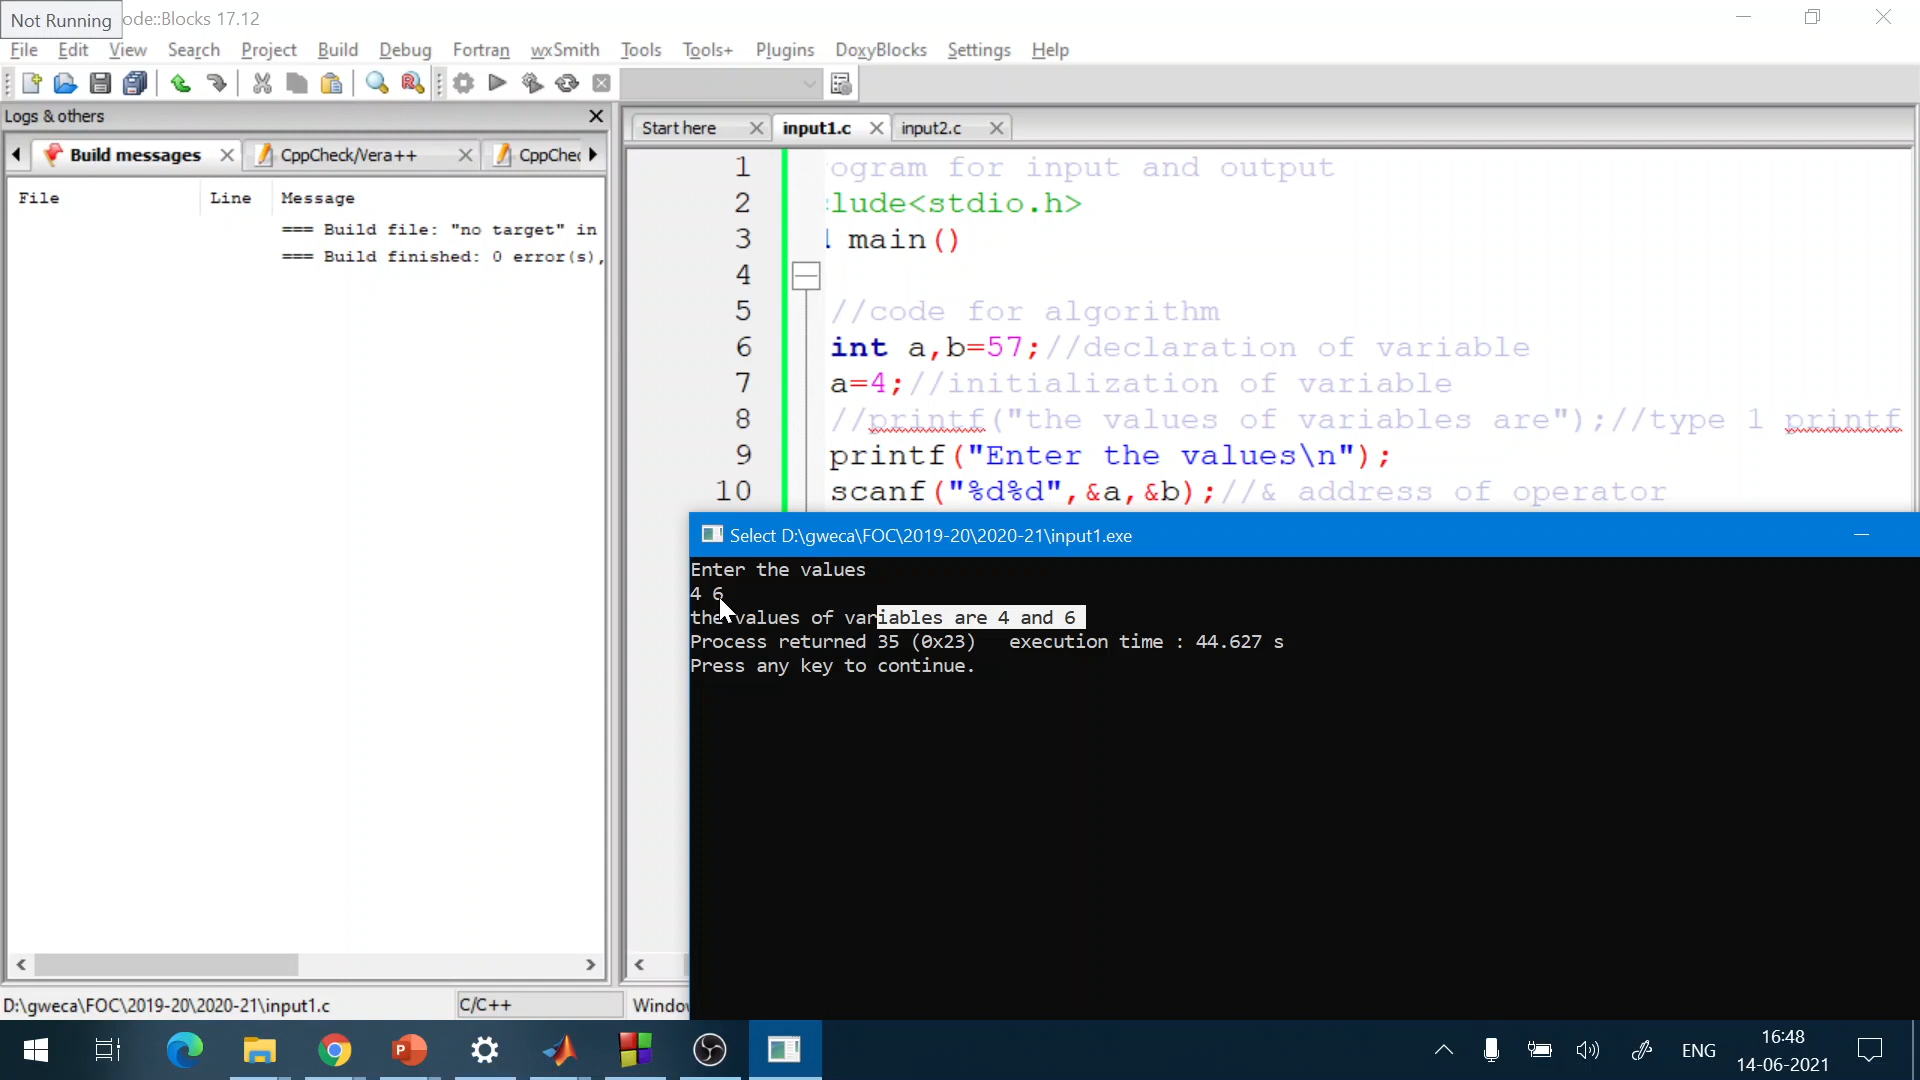 Not Running
ode::Blocks 17.12
File Edit View Search Project Build Debug Fortran wxSmith Tools Tools+ Plugins DoxyBlocks Settings Help
Logs & others
Build messages CppCheck/Vera++ CppChec
File Line Message
=== Build file: "no target" in
=== Build finished: 0 error(s),
Start here input1.c input2.c
1 ogram for input and output
2 lude<stdio.h>
3 main()
4
5 //code for algorithm
6 int a,b=57;//declaration of variable
7 a=4;//initialization of variable
8 //printf("the values of variables are");//type 1 printf
9 printf("Enter the values\n");
10 scanf("%d%d",&a,&b);//& address of operator
Select D:\gweca\FOC\2019-20\2020-21\input1.exe
Enter the values
4 6
the values of variables are 4 and 6
Process returned 35 (0x23) execution time : 44.627 s
Press any key to continue.
D:\gweca\FOC\2019-20\2020-21\input1.c C/C++ Windo
ENG
16:48
14-06-2021